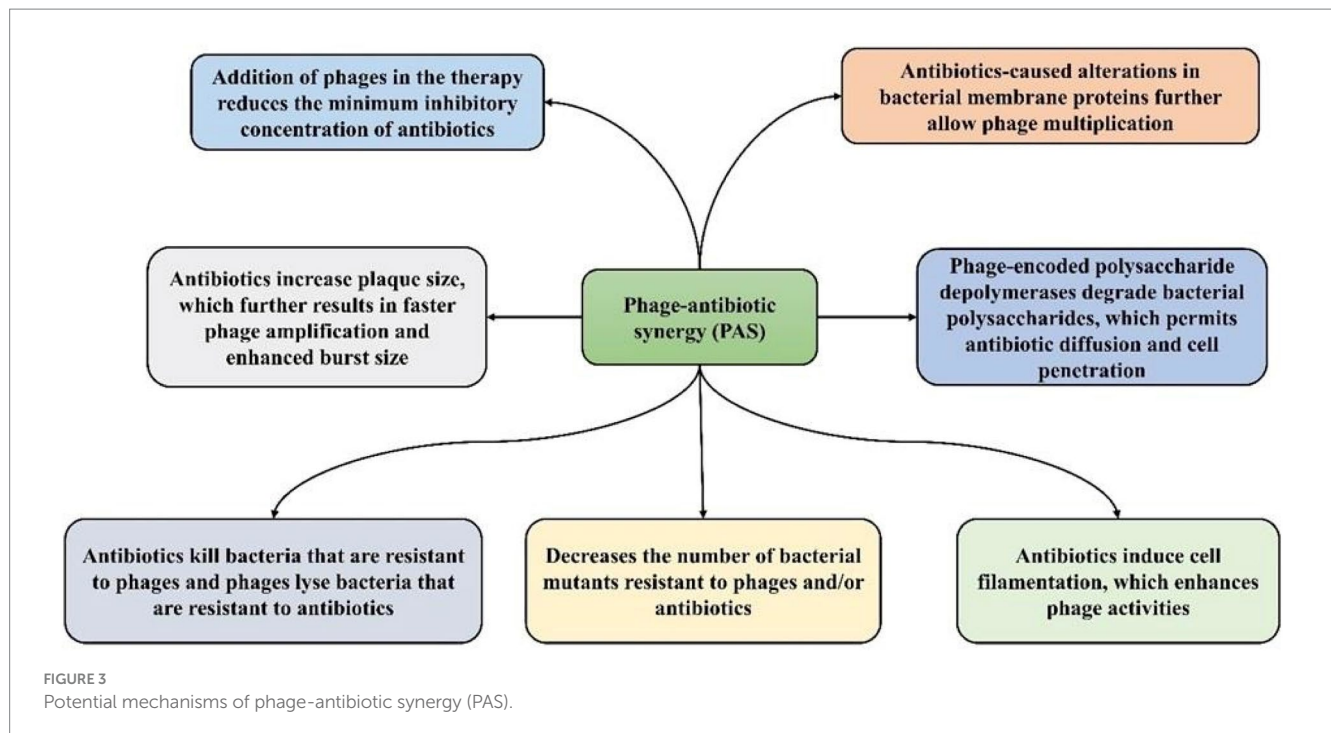 Addition of phages in the therapy
reduces the minimum inhibitory
concentration of antibiotics
Antibiotics-caused alterations in
bacterial membrane proteins further
allow phage multiplication
Antibiotics increase plaque size,
which further results in faster
phage amplification and
enhanced burst size
Phage-antibiotic
synergy (PAS)
Phage-encoded polysaccharide
depolymerases degrade bacterial
polysaccharides, which permits
antibiotic diffusion and cell
penetration
Antibiotics kill bacteria that are resistant
to phages and phages lyse bacteria that
are resistant to antibiotics
Decreases the number of bacterial
mutants resistant to phages and/or
antibiotics
Antibiotics induce cell
filamentation, which enhances
phage activities
FIGURE 3
Potential mechanisms of phage-antibiotic synergy (PAS).